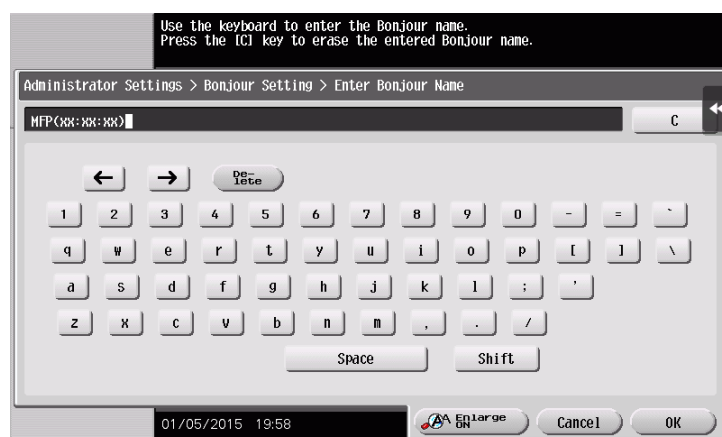 Use the keyboard to enter the Bonjour name.
Press the [C] key to erase the entered Bonjour name.
Administrator Settings > Bonjour Setting > Enter Bonjour Name
MFP(xx:xx:xx)
C
← → De-
lete
1 2 3 4 5 6 7 8 9 0 - = `
q w e r t y u i o p [ ] \
a s d f g h j k l ; '
z x c v b n m , . /
Space Shift
01/05/2015 19:58
Enlarge
ON
Cancel
OK